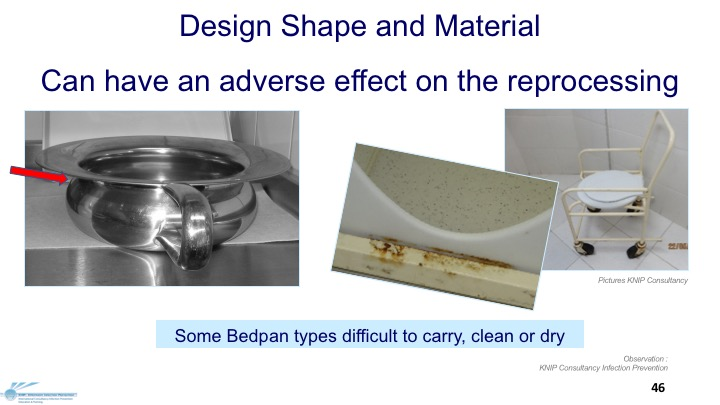 Design Shape and Material
Can have an adverse effect on the reprocessing
Pictures KNIP Consultancy
Some Bedpan types difficult to carry, clean or dry
Observation :
KNIP Consultancy Infection Prevention
46